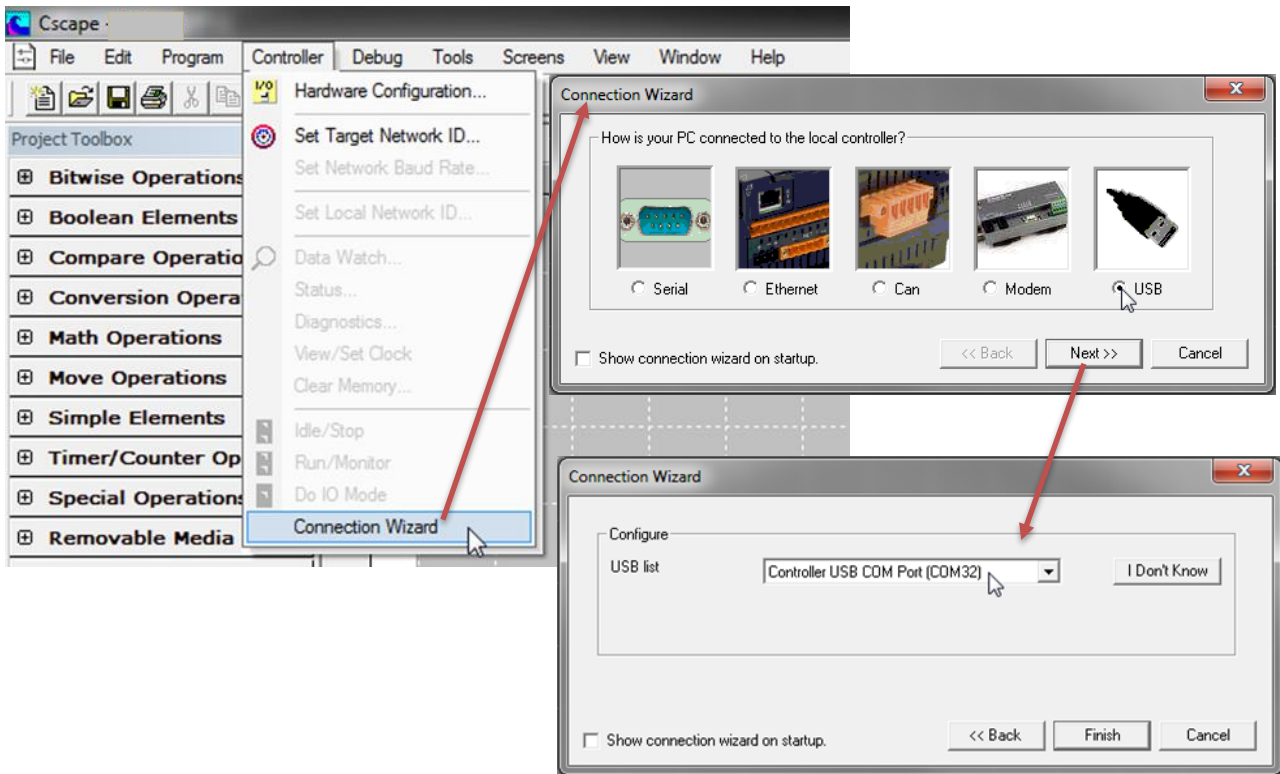 Cscape -
File Edit Program Controller Debug Tools Screens View Window Help
Project Toolbox
Bitwise Operations
Boolean Elements
Compare Operatio
Conversion Opera
Math Operations
Move Operations
Simple Elements
Timer/Counter Op
Special Operations
Removable Media
I/O
Hardware Configuration...
Set Target Network ID...
Set Network Baud Rate...
Set Local Network ID...
Data Watch...
Status...
Diagnostics...
View/Set Clock
Clear Memory...
Idle/Stop
Run/Monitor
Do IO Mode
Connection Wizard
Connection Wizard
How is your PC connected to the local controller?
Serial Ethernet Can Modem USB
Show connection wizard on startup.
<< Back Next >> Cancel
Connection Wizard
Configure
USB list Controller USB COM Port (COM32) I Don't Know
Show connection wizard on startup.
<< Back Finish Cancel